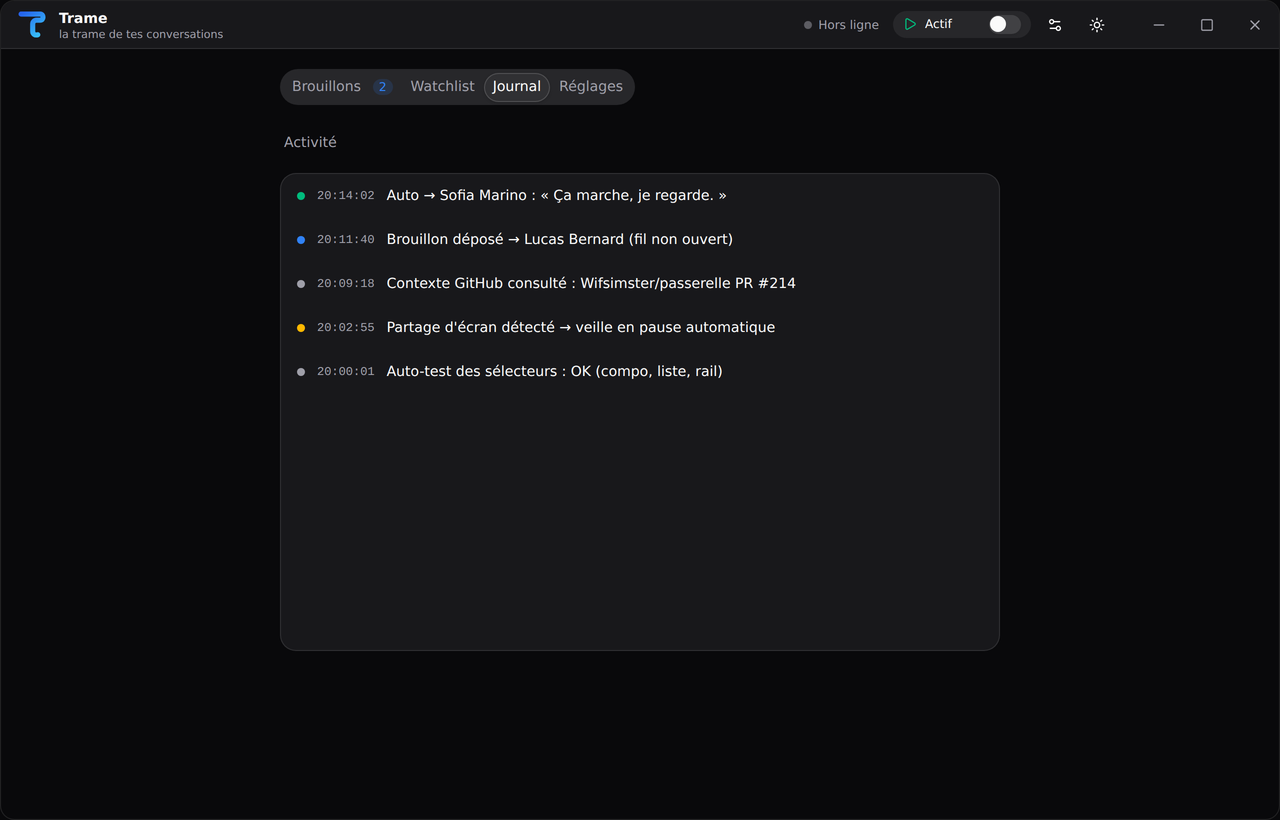 Trame
la trame de tes conversations
Hors ligne
Actif
Brouillons 2 Watchlist Journal Réglages
Activité
20:14:02 Auto → Sofia Marino : « Ça marche, je regarde. »
20:11:40 Brouillon déposé → Lucas Bernard (fil non ouvert)
20:09:18 Contexte GitHub consulté : Wifsimster/passerelle PR #214
20:02:55 Partage d'écran détecté → veille en pause automatique
20:00:01 Auto-test des sélecteurs : OK (compo, liste, rail)